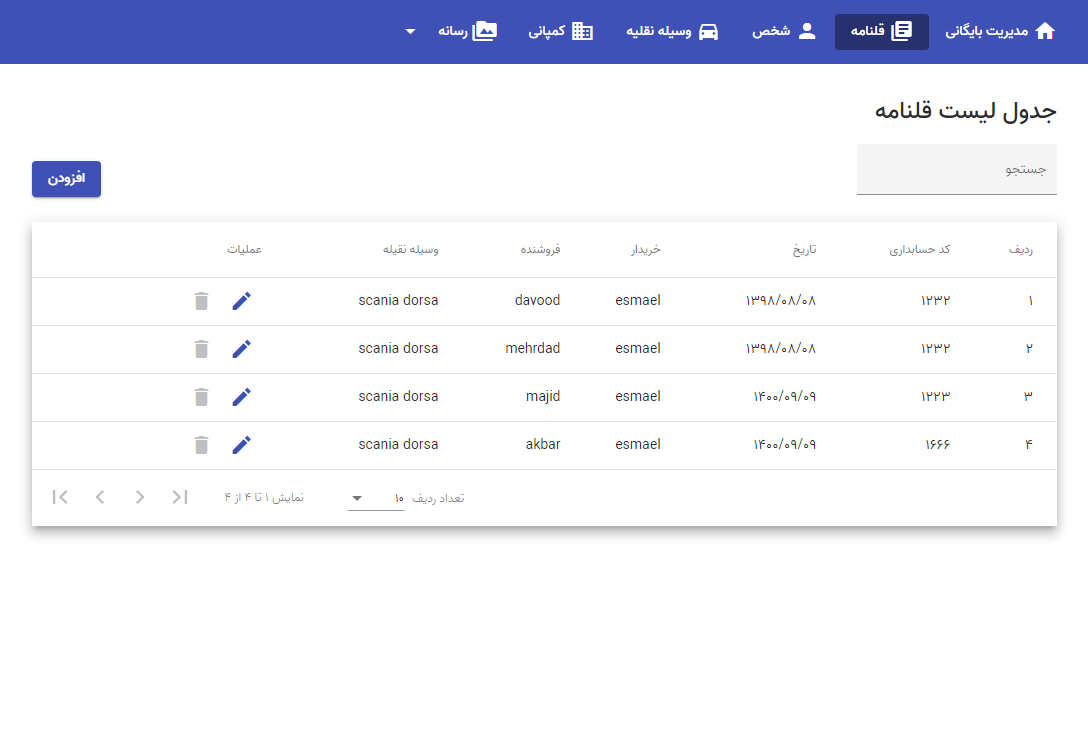 مدیریت بایگانی قلنامه شخص وسیله نقلیه کمپانی رسانه
جدول لیست قلنامه
جستجو
افزودن
ردیف کد حسابداری تاریخ خریدار فروشنده وسیله نقیله عملیات
۱ ۱۲۳۲ ۱۳۹۸/۰۸/۰۸ esmael davood scania dorsa
۲ ۱۲۳۲ ۱۳۹۸/۰۸/۰۸ esmael mehrdad scania dorsa
۳ ۱۲۲۳ ۱۴۰۰/۰۹/۰۹ esmael majid scania dorsa
۴ ۱۶۶۶ ۱۴۰۰/۰۹/۰۹ esmael akbar scania dorsa
تعداد ردیف ۱۰ نمایش ۱ تا ۴ از ۴